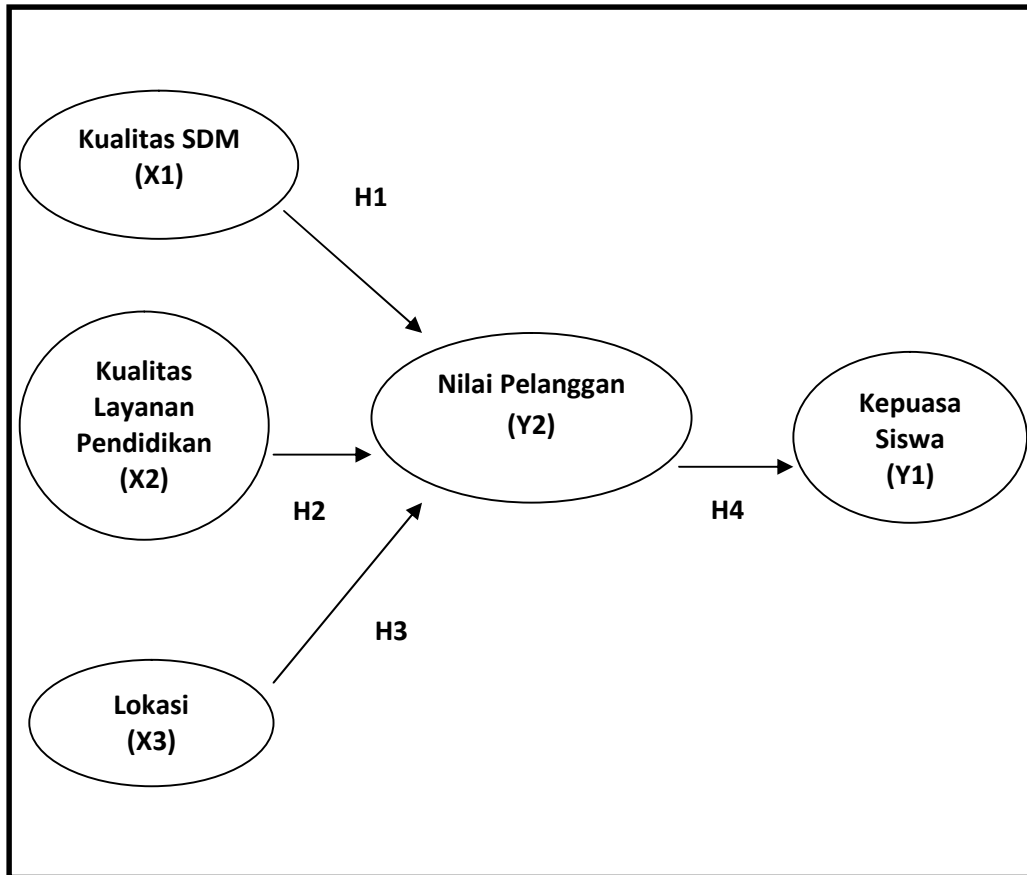 Kualitas SDM
(X1)
H1
Kualitas
Layanan
Pendidikan
(X2)
H2
Nilai Pelanggan
(Y2)
Kepuasa
Siswa
(Y1)
H4
H3
Lokasi
(X3)